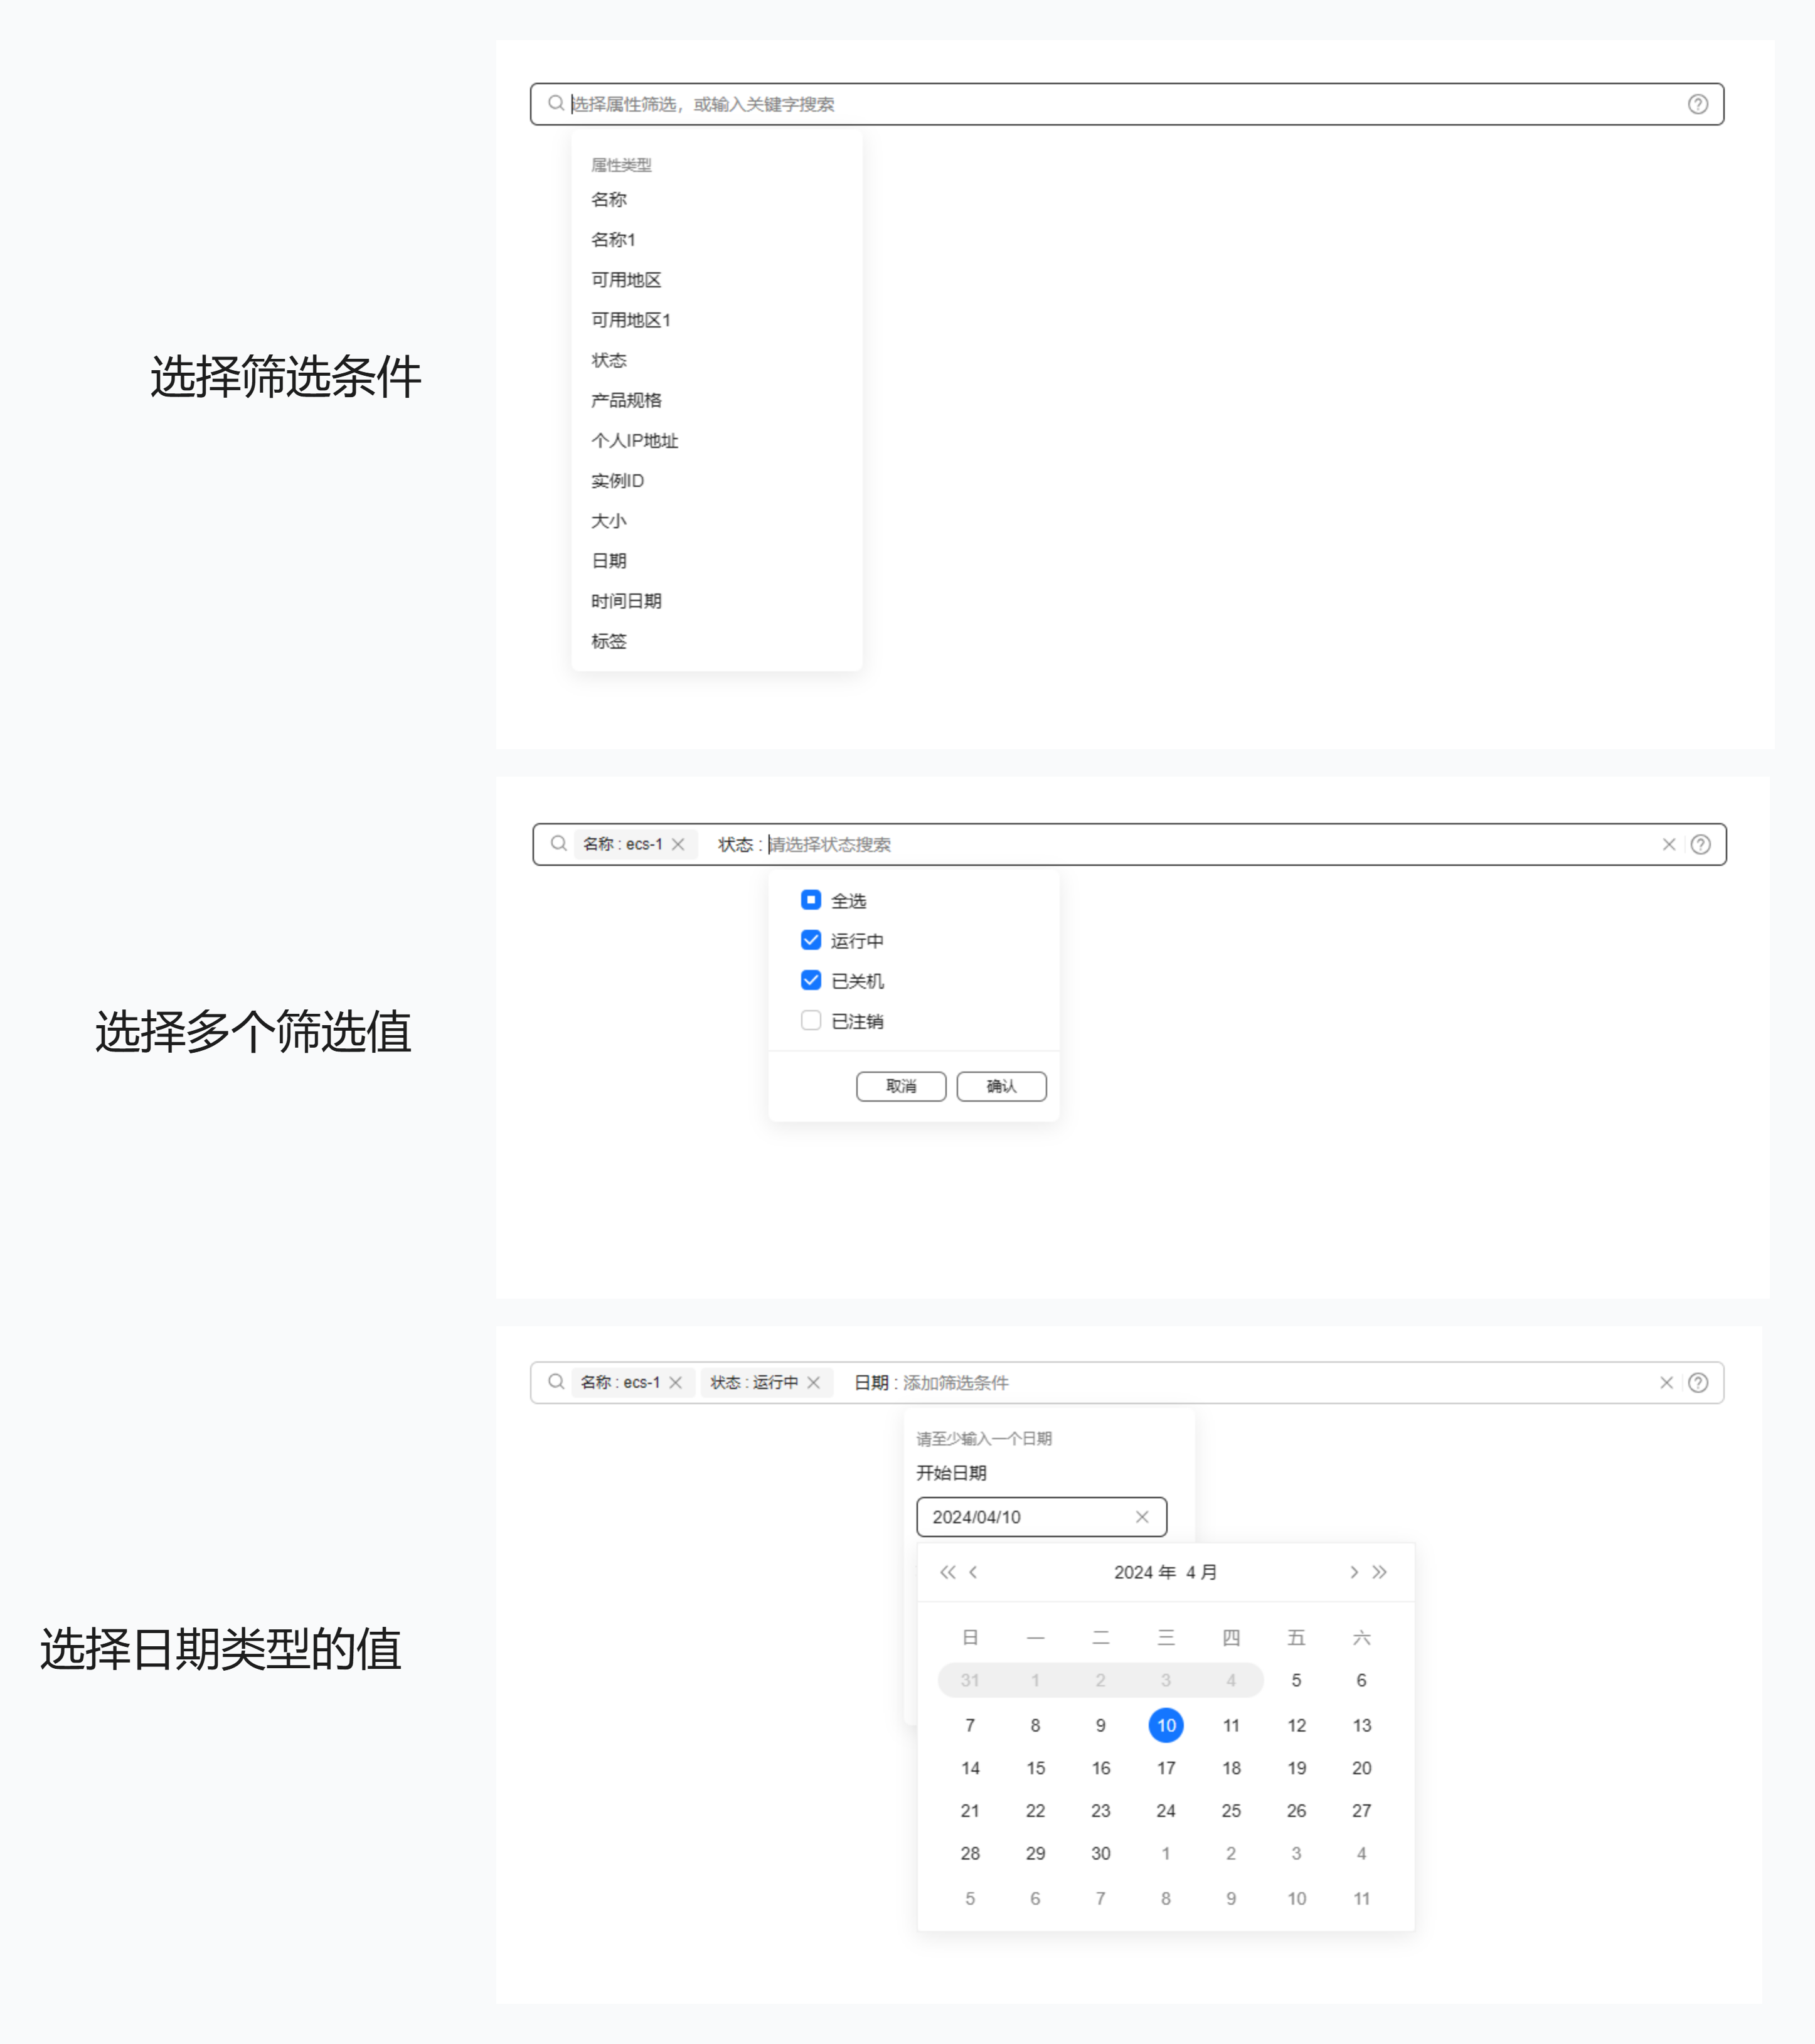 选择筛选条件
选择属性筛选，或输入关键字搜索
属性类型
名称
名称1
可用地区
可用地区1
状态
产品规格
个人IP地址
实例ID
大小
日期
时间日期
标签
选择多个筛选值
名称 : ecs-1 状态 : 请选择状态搜索
全选
运行中
已关机
已注销
取消 确认
选择日期类型的值
名称 : ecs-1 状态 : 运行中 日期 : 添加筛选条件
请至少输入一个日期
开始日期
2024/04/10
2024 年 4 月
日 一 二 三 四 五 六
31 1 2 3 4 5 6
7 8 9 10 11 12 13
14 15 16 17 18 19 20
21 22 23 24 25 26 27
28 29 30 1 2 3 4
5 6 7 8 9 10 11